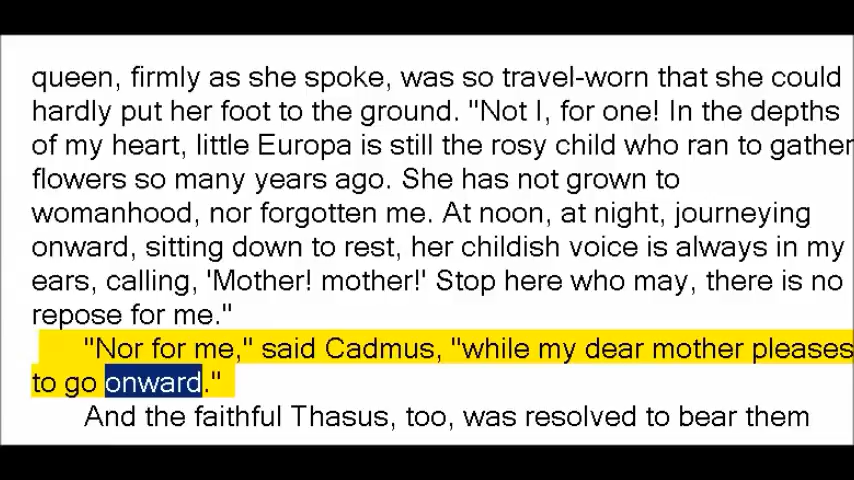 queen, firmly as she spoke, was so travel-worn that she could
hardly put her foot to the ground. "Not I, for one! In the depths
of my heart, little Europa is still the rosy child who ran to gather
flowers so many years ago. She has not grown to
womanhood, nor forgotten me. At noon, at night, journeying
onward, sitting down to rest, her childish voice is always in my
ears, calling, 'Mother! mother!' Stop here who may, there is no
repose for me."
"Nor for me," said Cadmus, "while my dear mother pleases
to go onward."
And the faithful Thasus, too, was resolved to bear them